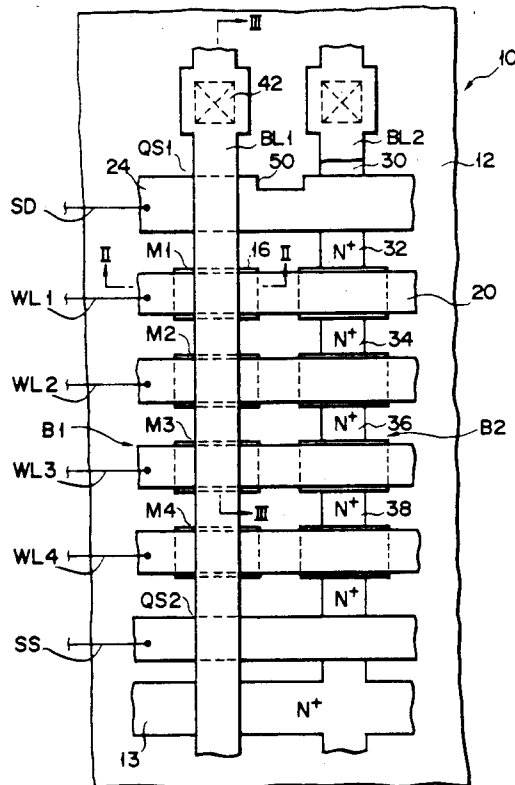 III
10
42
BL1
BL2
12
QS1
24
50
30
SD
M1
16
N+
32
II
II
WL1
20
M2
N+
34
WL2
B1
M3
N+
36
B2
WL3
III
M4
N+
38
WL4
QS2
N+
SS
N+
13